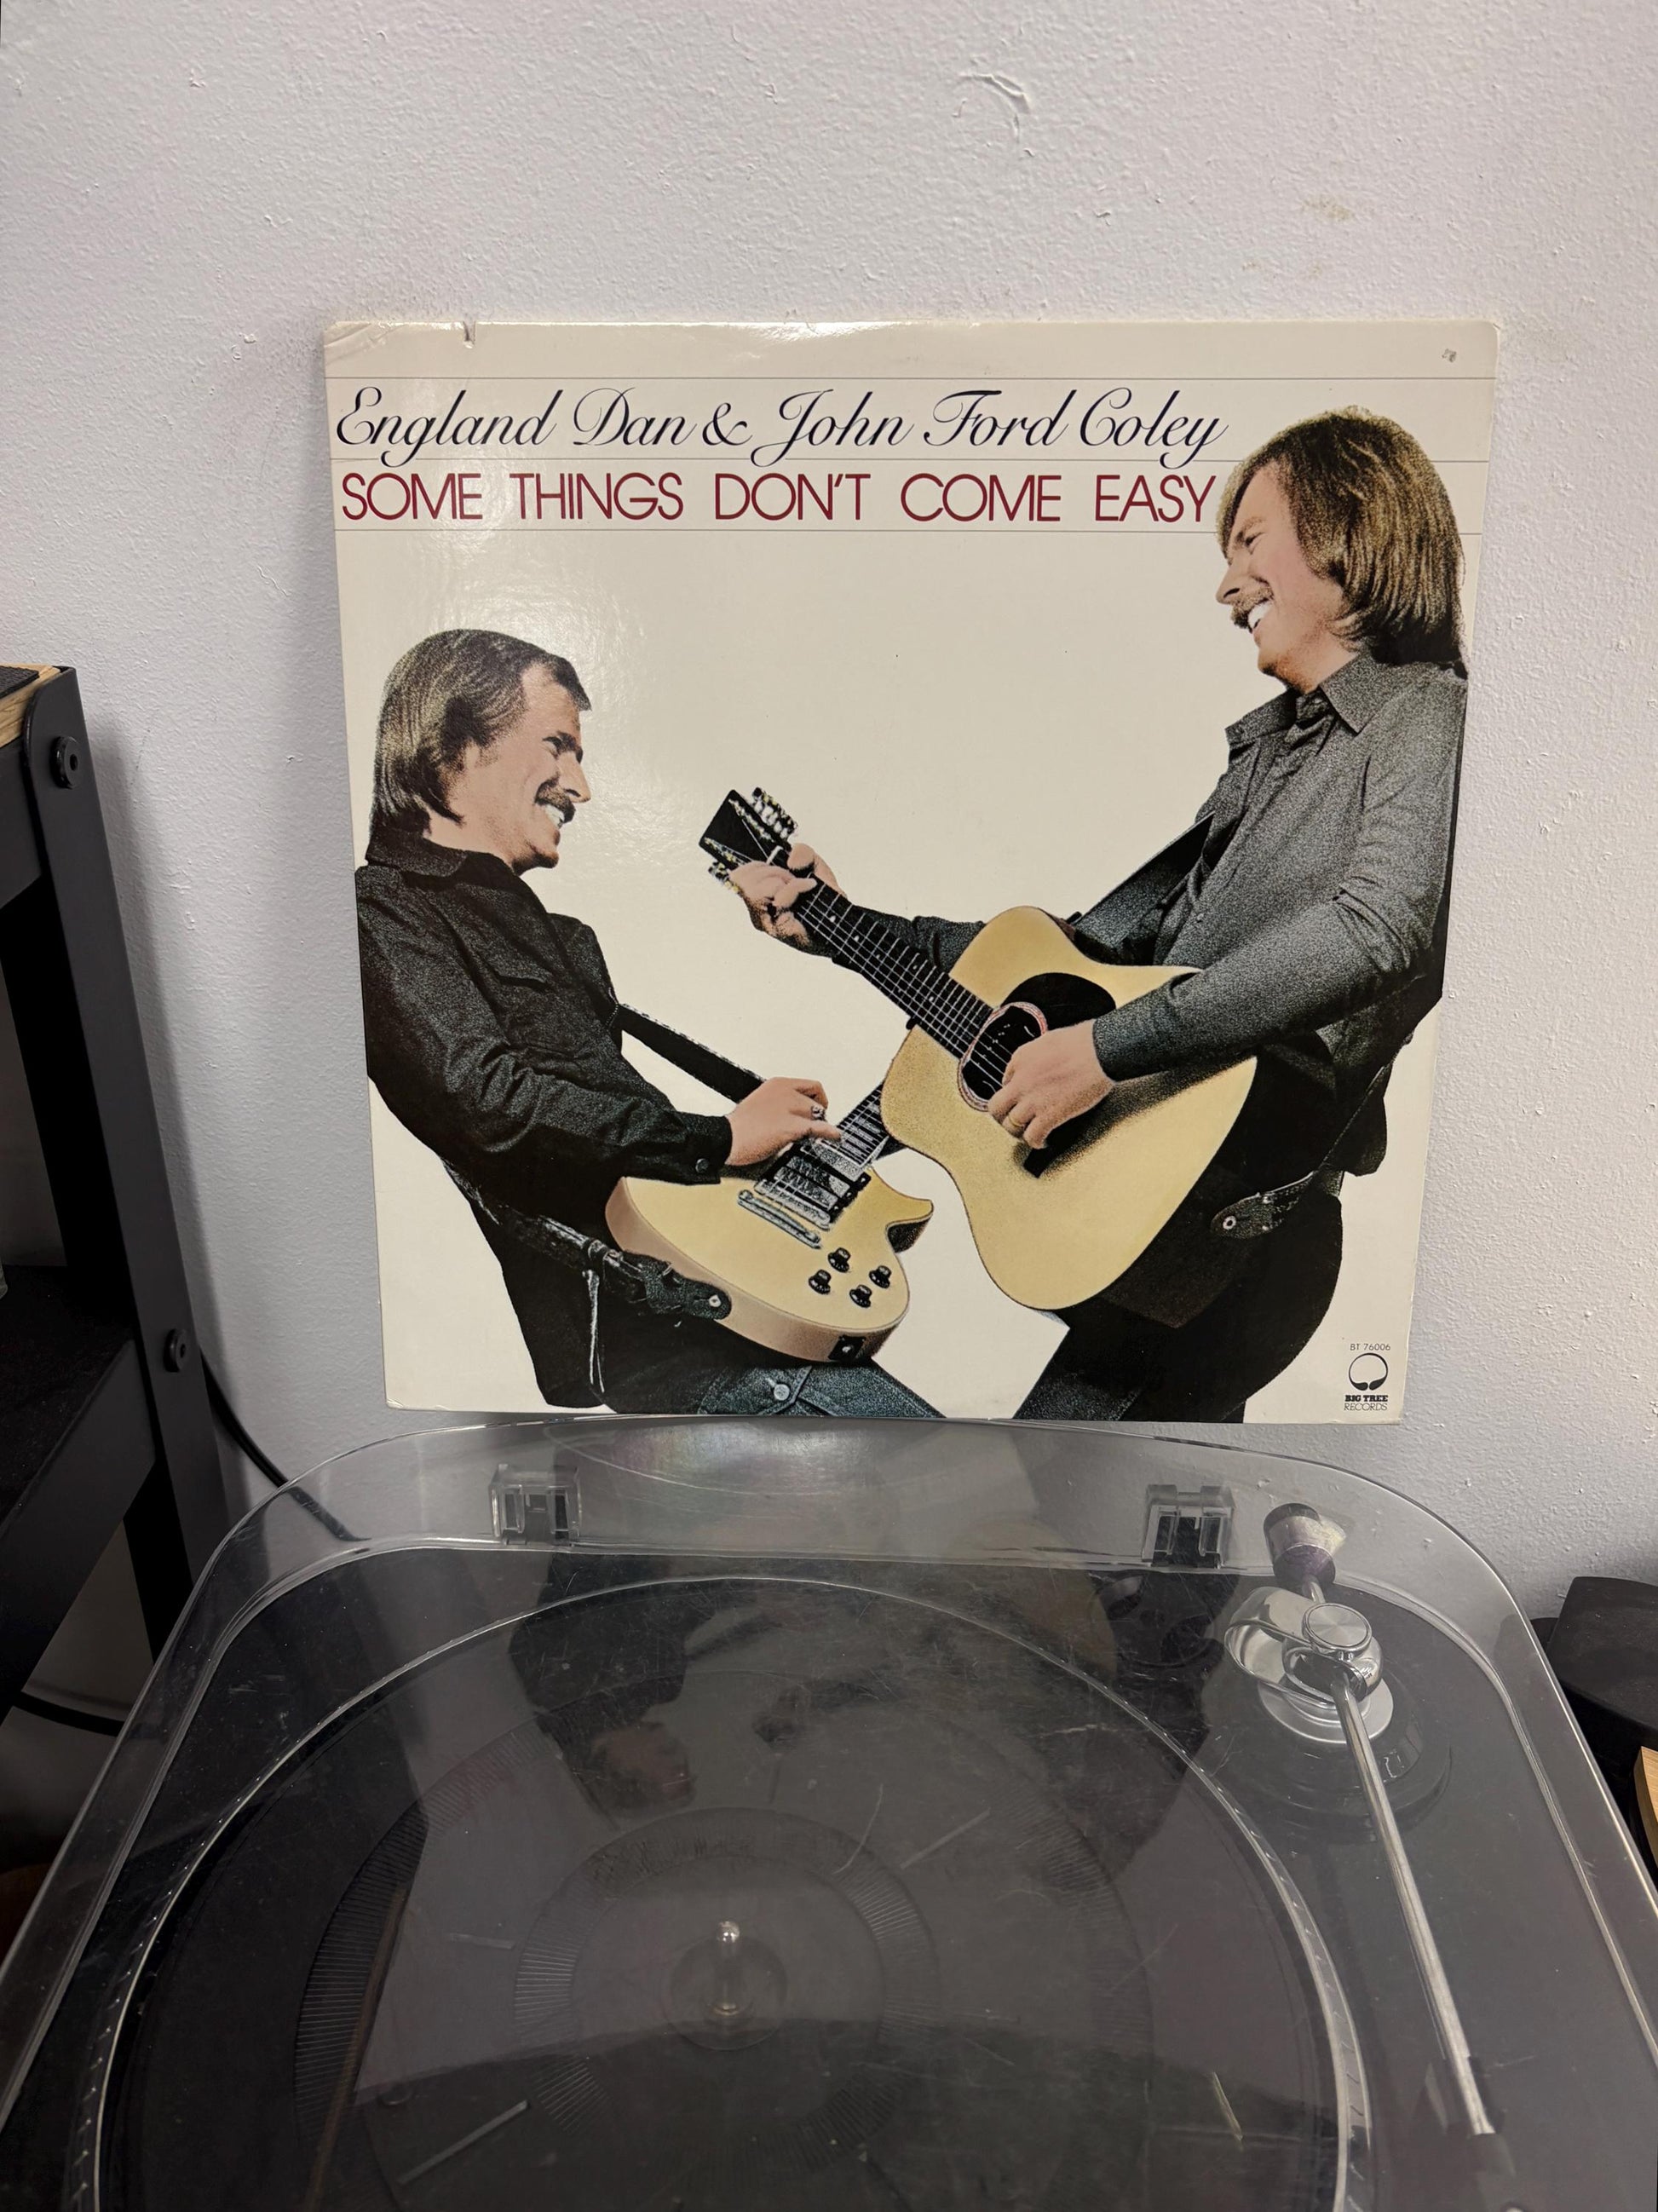 England Dan & John Ford Coley
SOME THINGS DON'T COME EASY
BT 76006
BIG TREE
RECORDS